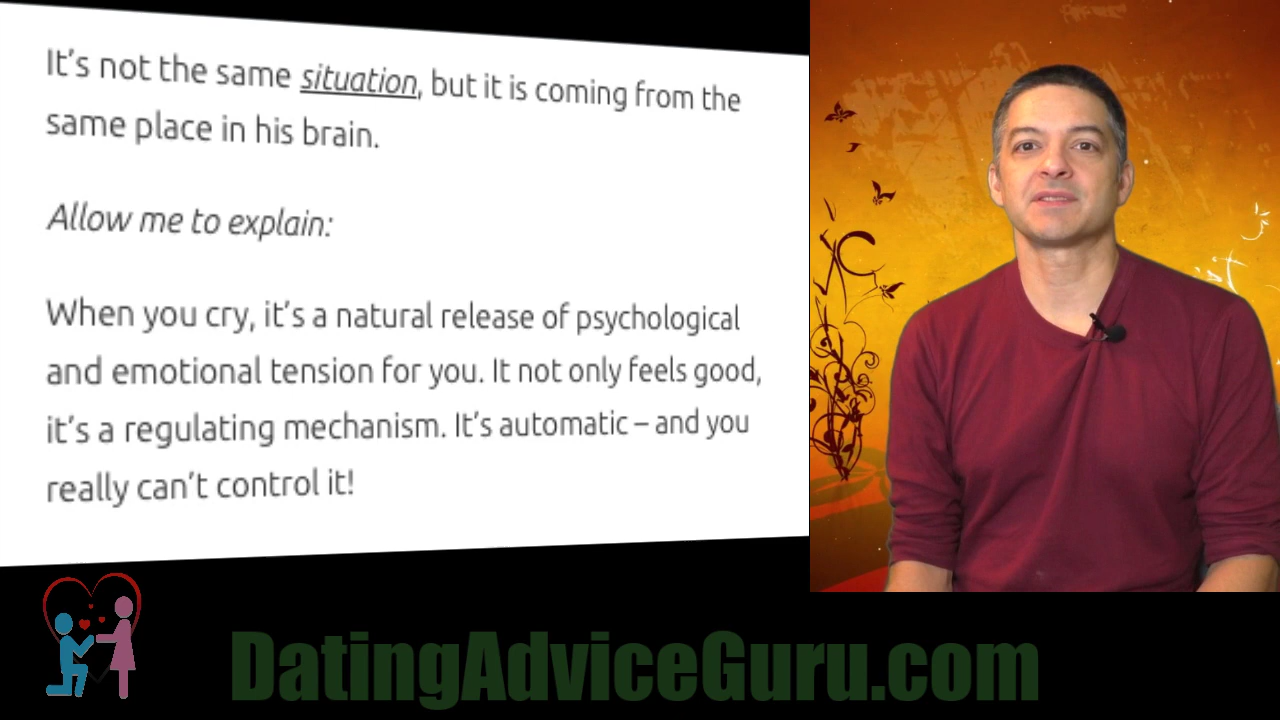 It's not the same situation, but it is coming from the
same place in his brain.
Allow me to explain:
When you cry, it's a natural release of psychological
and emotional tension for you. It not only feels good,
it's a regulating mechanism. It's automatic – and you
really can't control it!
DatingAdviceGuru.com